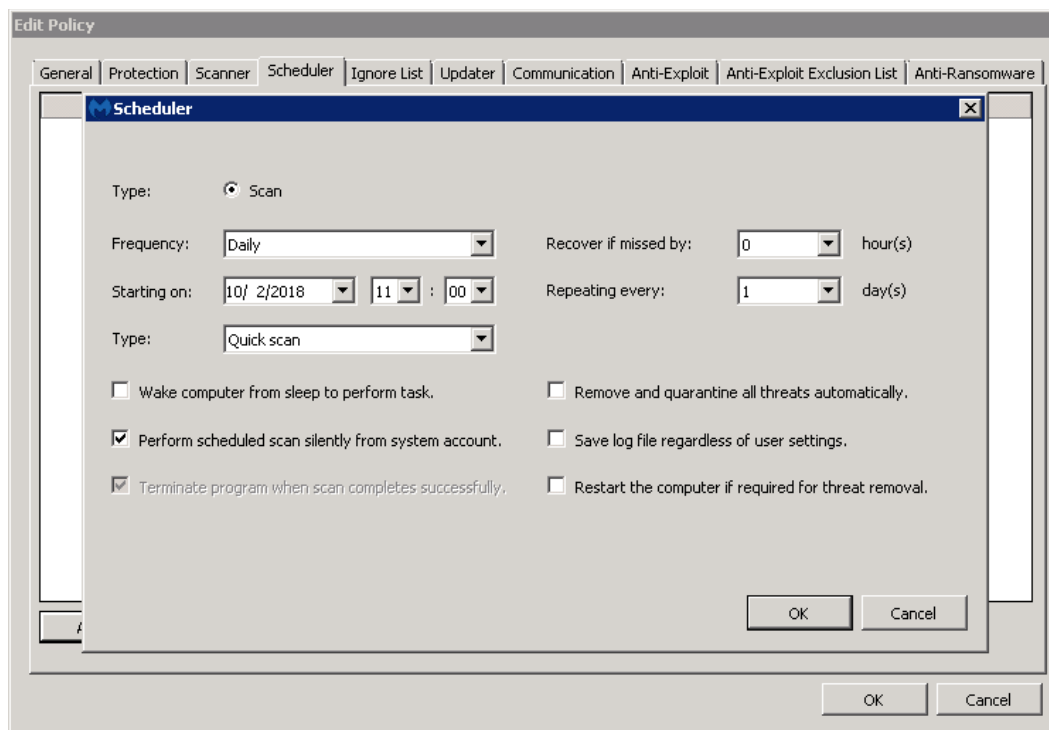 Edit Policy
General Protection Scanner Scheduler Ignore List Updater Communication Anti-Exploit Anti-Exploit Exclusion List Anti-Ransomware
Scheduler
Type: Scan
Frequency: Daily Recover if missed by: 0 hour(s)
Starting on: 10/ 2/2018 11 : 00 Repeating every: 1 day(s)
Type: Quick scan
Wake computer from sleep to perform task. Remove and quarantine all threats automatically.
Perform scheduled scan silently from system account. Save log file regardless of user settings.
Terminate program when scan completes successfully. Restart the computer if required for threat removal.
OK Cancel
OK Cancel